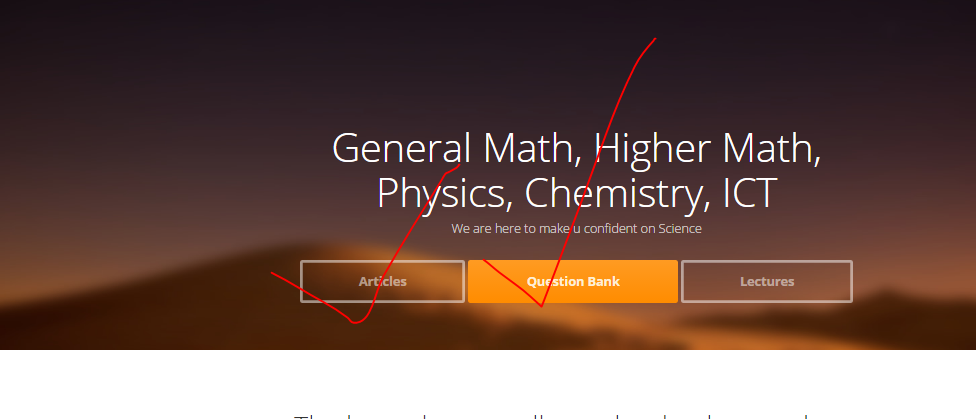 General Math, Higher Math,
Physics, Chemistry, ICT
We are here to make u confident on Science
Articles
Question Bank
Lectures